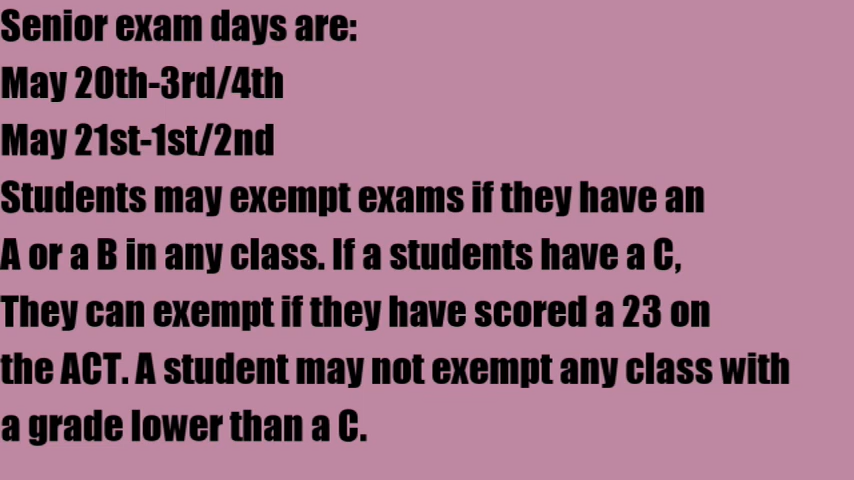 Senior exam days are:
May 20th-3rd/4th
May 21st-1st/2nd
Students may exempt exams if they have an
A or a B in any class. If a students have a C,
They can exempt if they have scored a 23 on
the ACT. A student may not exempt any class with
a grade lower than a C.